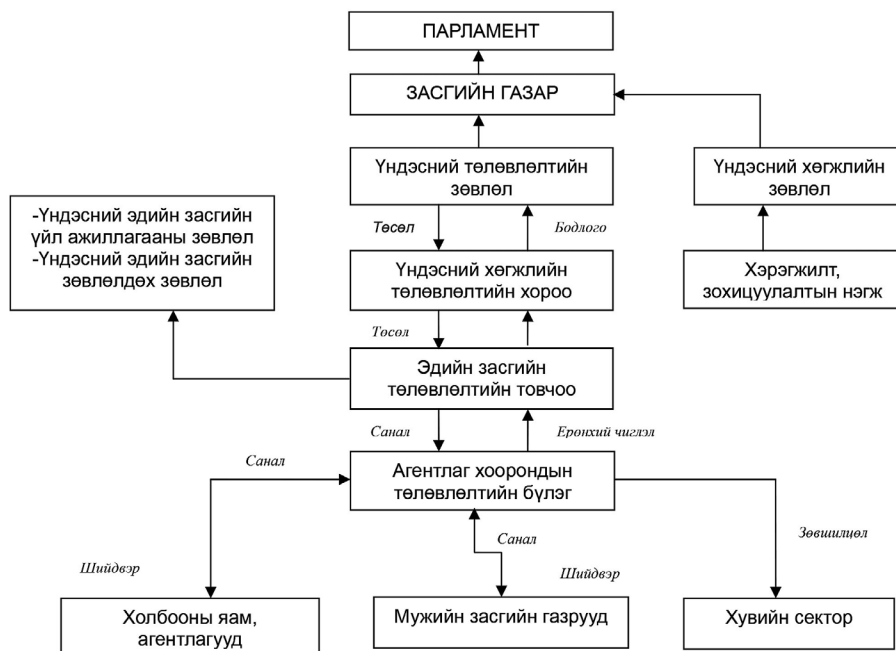 ПАРЛАМЕНТ
ЗАСГИЙН ГАЗАР
Үндэсний төлөвлөлтийн
зөвлөл
Үндэсний хөгжлийн
зөвлөл
-Үндэсний эдийн засгийн
үйл ажиллагааны зөвлөл
-Үндэсний эдийн засгийн
зөвлөлдөх зөвлөл
Төсөл
Бодлого
Үндэсний хөгжлийн
төлөвлөлтийн хороо
Хэрэгжилт,
зохицуулалтын нэгж
Төсөл
Эдийн засгийн
төлөвлөлтийн товчоо
Санал
Ерөнхий чиглэл
Санал
Агентлаг хоорондын
төлөвлөлтийн бүлэг
Санал
Зөвшилцөл
Шийдвэр
Шийдвэр
Холбооны яам,
агентлагууд
Мужийн засгийн газрууд
Хувийн сектор